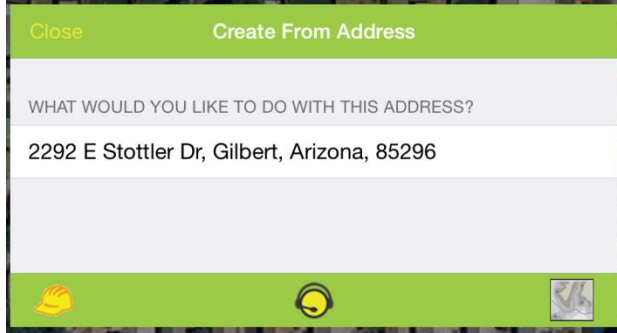 Close Create From Address
WHAT WOULD YOU LIKE TO DO WITH THIS ADDRESS?
2292 E Stottler Dr, Gilbert, Arizona, 85296